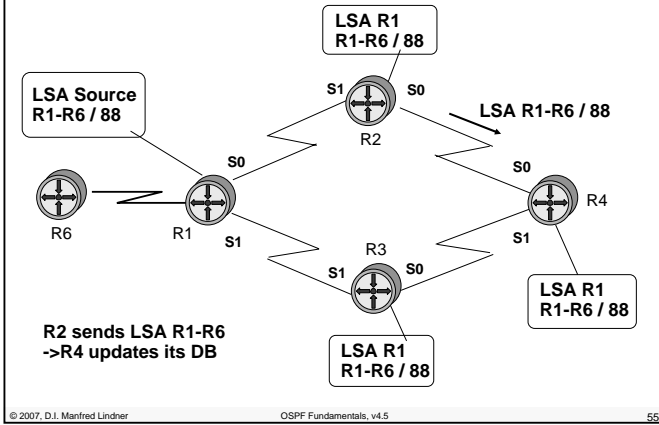 LSA R1
R1-R6 / 88
LSA Source
R1-R6 / 88
S1
S0
LSA R1-R6 / 88
R2
S0
S0
R6
R1
R4
S1
R3
S1
S1
S0
LSA R1
R1-R6 / 88
R2 sends LSA R1-R6
->R4 updates its DB
LSA R1
R1-R6 / 88
© 2007, D.I. Manfred Lindner
OSPF Fundamentals, v4.5
55